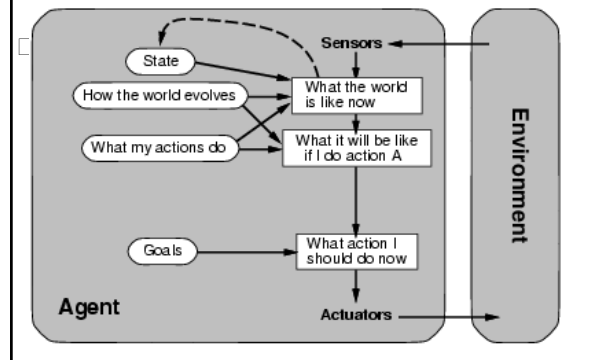 Sensors
State
What the world
is like now
How the world evolves
What my actions do
What it will be like
if I do action A
Goals
What action I
should do now
Agent
Actuators
Environment